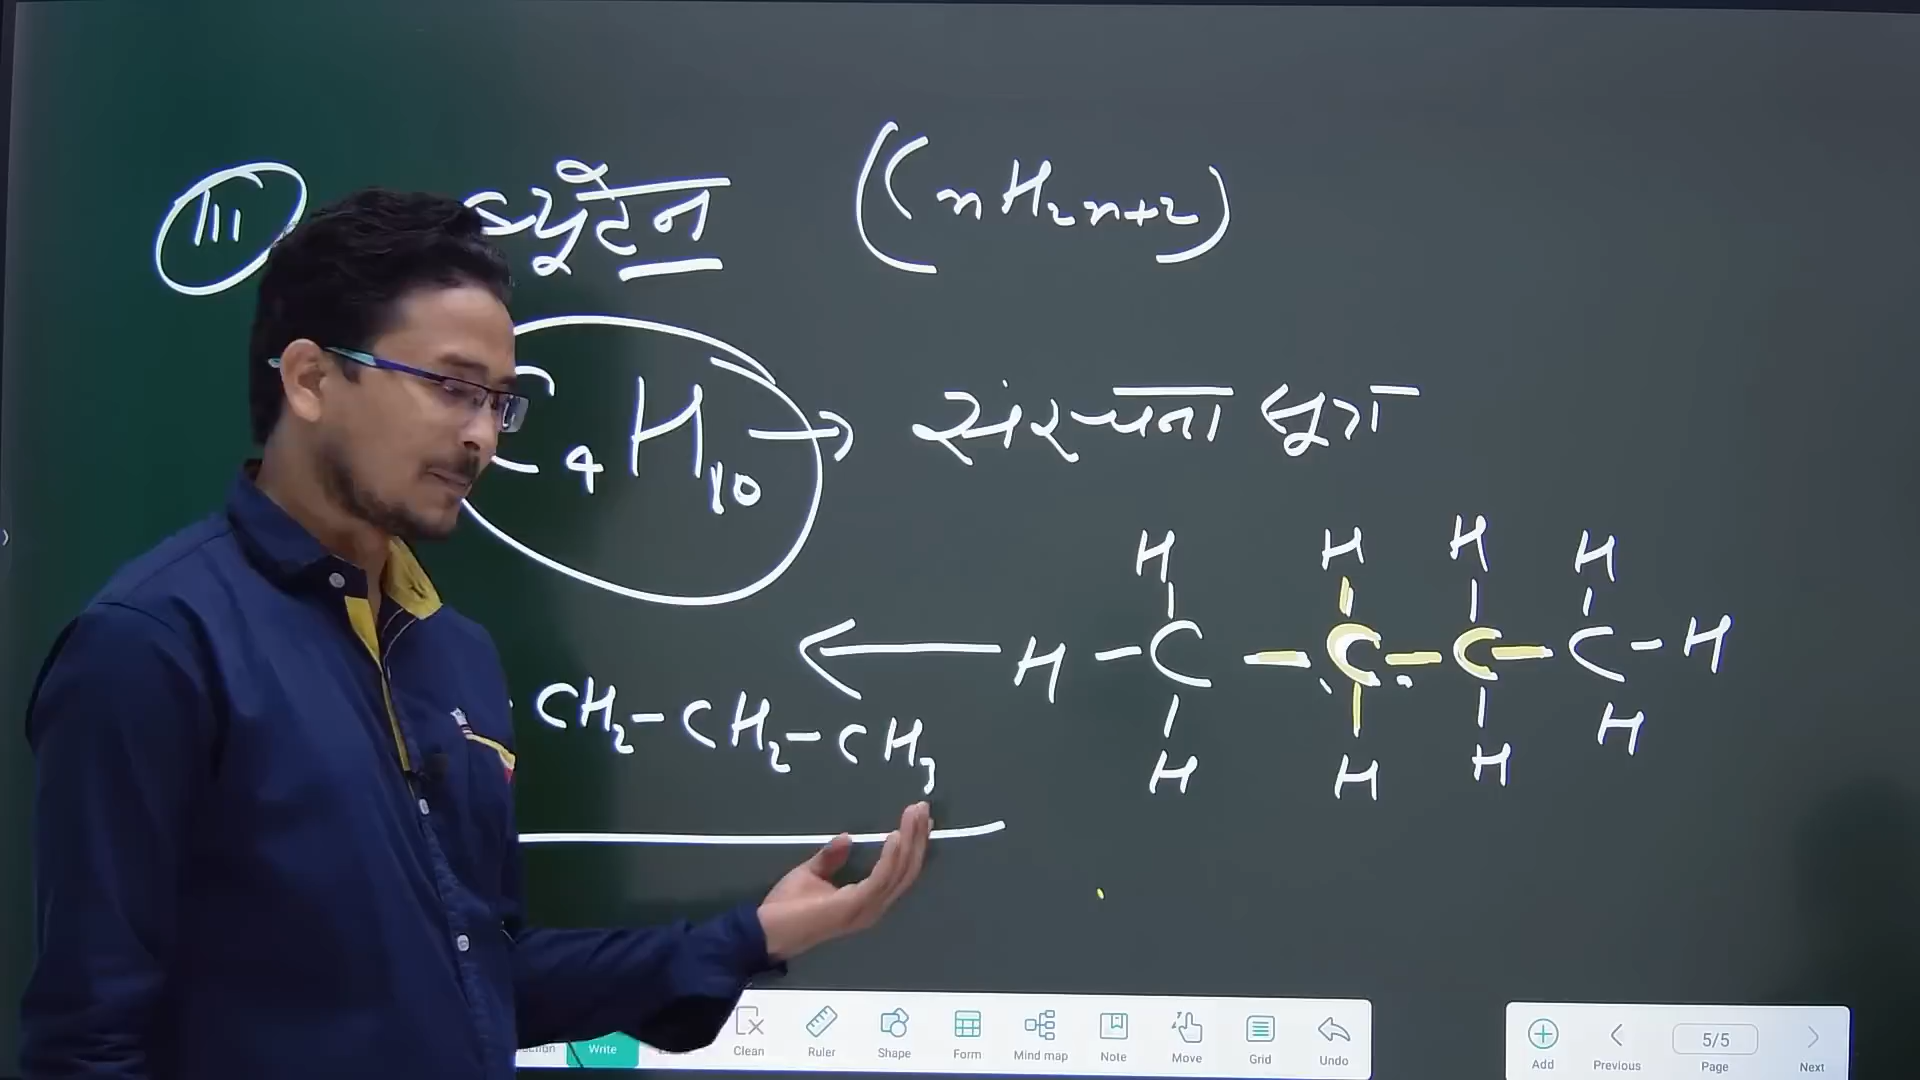 III ब्यूटेन (CnH2n+2)
C4H10 → संरचना सूत्र
H H H H
H - C - C - C - C - H
CH2 - CH2 - CH3
H H H H
Write Clean Ruler Shape Form Mind map Note Move Grid Undo
Add Previous 5/5 Page Next